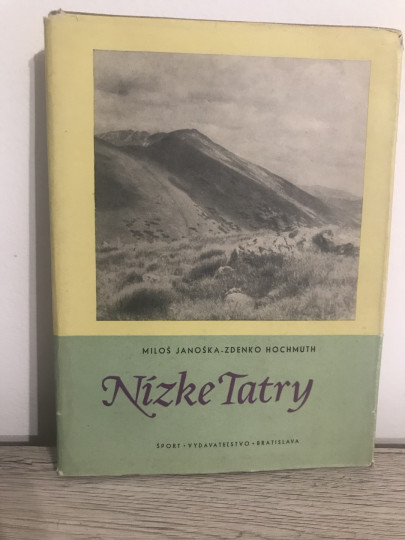 MILOŠ JANOŠKA-ZDENKO HOCHMUTH
Nízke Tatry
ŠPORT • VYDAVATEĽSTVO • BRATISLAVA